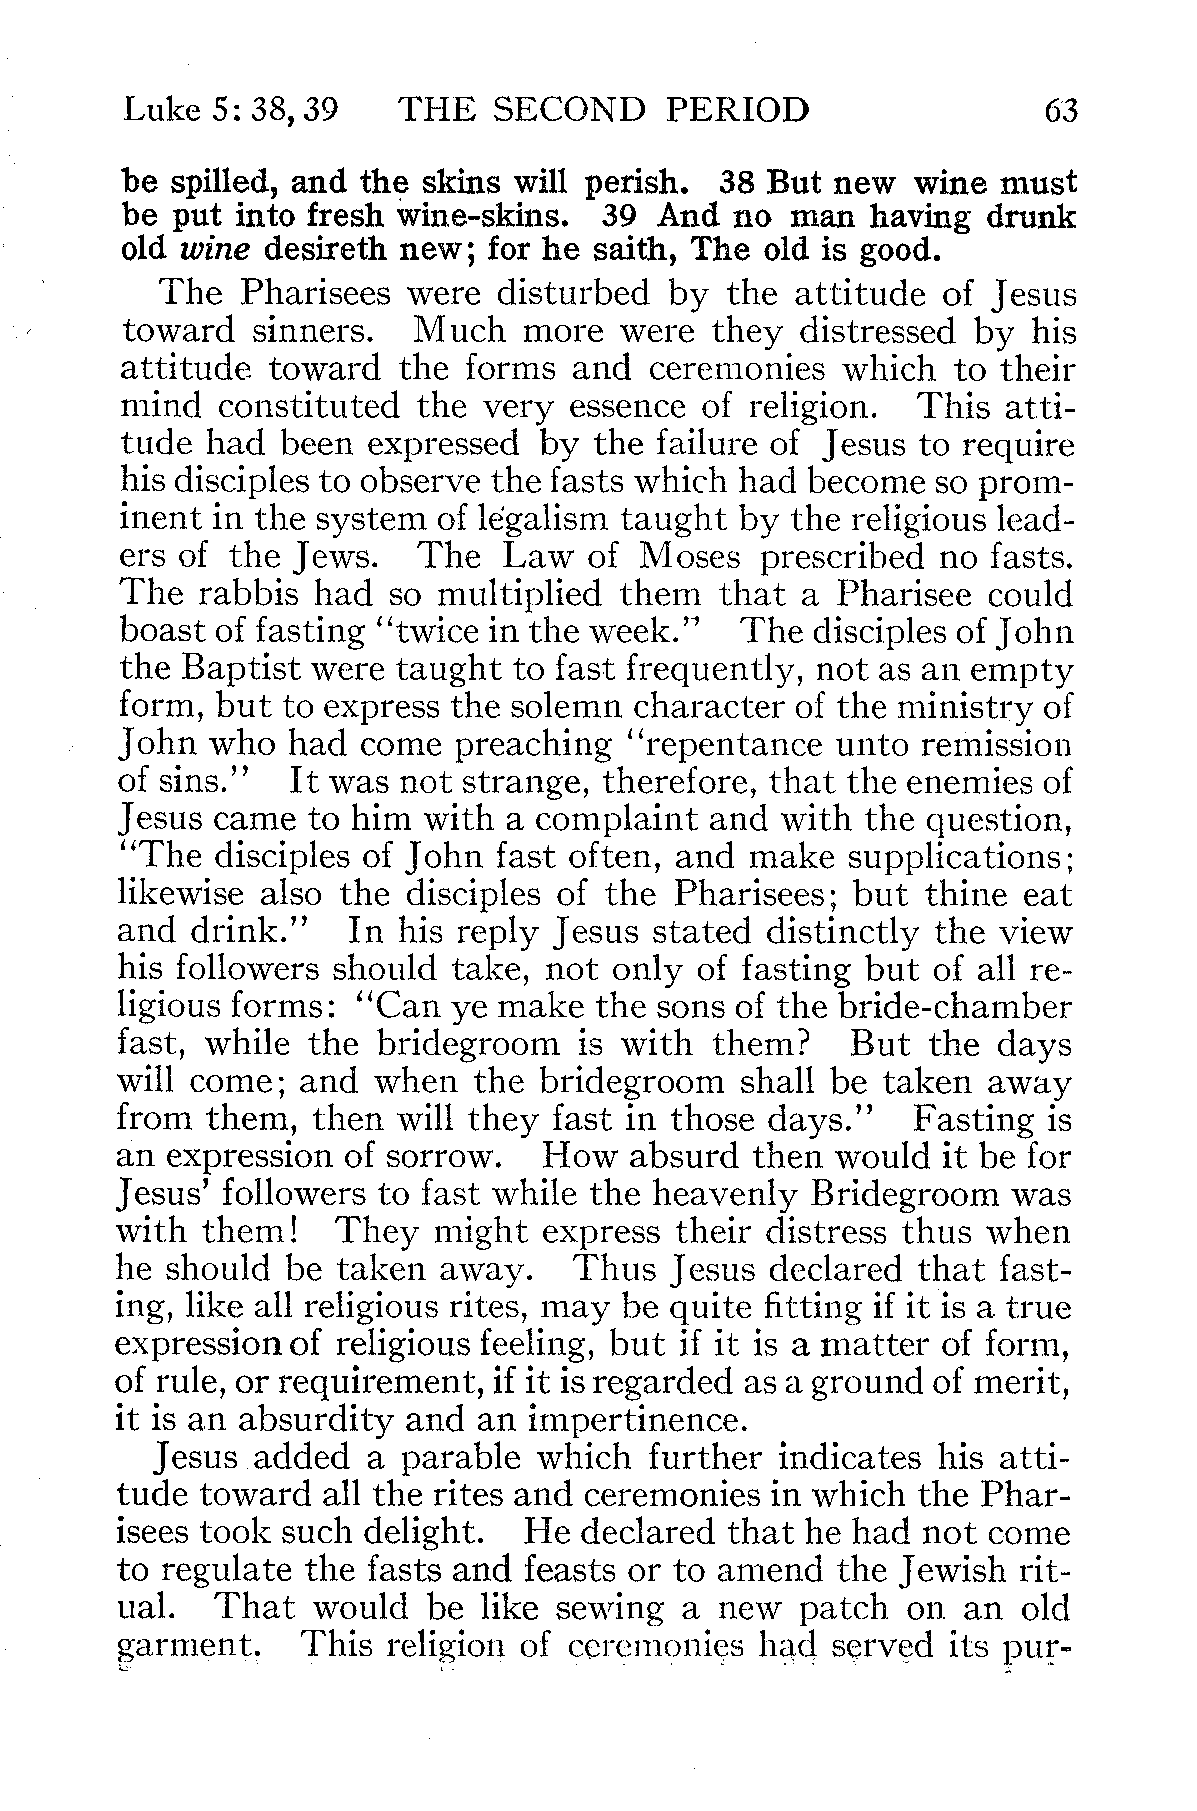 Luke 5: 38, 39 THE SECOND PERIOD 63
be spilled, and the skins will perish. 38 But new wine must
be put into fresh wine-skins. 39 And no man having drunk
old wine desireth new; for he saith, The old is good.
The Pharisees were disturbed by the attitude of Jesus
toward sinners. Much more were they distressed by his
attitude toward the forms and ceremonies which to their
mind constituted the very essence of religion. This atti-
tude had been expressed by the failure of Jesus to require
his disciples to observe the fasts which had become so prom-
inent in the system of legalism taught by the religious lead-
ers of the Jews. The Law of Moses prescribed no fasts.
The rabbis had so multiplied them that a Pharisee could
boast of fasting "twice in the week." The disciples of John
the Baptist were taught to fast frequently, not as an empty
form, but to express the solemn character of the ministry of
John who had come preaching "repentance unto remission
of sins." It was not strange, therefore, that the enemies of
Jesus came to him with a complaint and with the question,
"The disciples of John fast often, and make supplications;
likewise also the disciples of the Pharisees; but thine eat
and drink." In his reply Jesus stated distinctly the view
his followers should take, not only of fasting but of all re-
ligious forms: "Can ye make the sons of the bride-chamber
fast, while the bridegroom is with them? But the days
will come; and when the bridegroom shall be taken away
from them, then will they fast in those days." Fasting is
an expression of sorrow. How absurd then would it be for
Jesus' followers to fast while the heavenly Bridegroom was
with them! They might express their distress thus when
he should be taken away. Thus Jesus declared that fast-
ing, like all religious rites, may be quite fitting if it is a true
expression of religious feeling, but if it is a matter of form,
of rule, or requirement, if it is regarded as a ground of merit,
it is an absurdity and an impertinence.
Jesus added a parable which further indicates his atti-
tude toward all the rites and ceremonies in which the Phar-
isees took such delight. He declared that he had not come
to regulate the fasts and feasts or to amend the Jewish rit-
ual. That would be like sewing a new patch on an old
garment. This religion of ceremonies had served its pur-